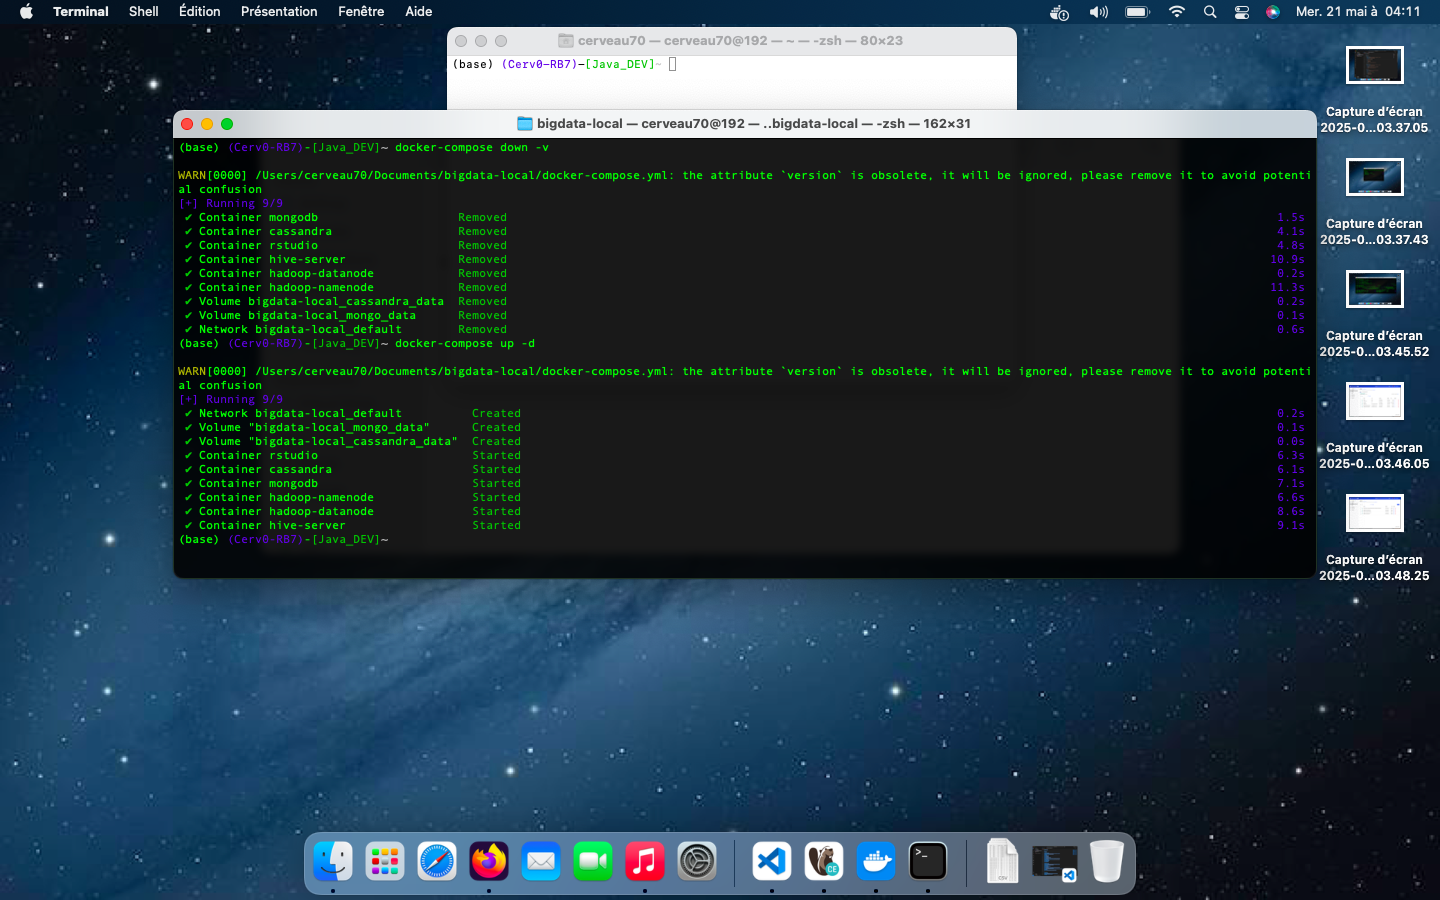 Terminal Shell Édition Présentation Fenêtre Aide Mer. 21 mai à 04:11
cerveau70 — cerveau70@192 — ~ — -zsh — 80×23
(base) (Cerv0-RB7)-[Java_DEV]~
bigdata-local — cerveau70@192 — ..bigdata-local — -zsh — 162×31
(base) (Cerv0-RB7)-[Java_DEV]~ docker-compose down -v
WARN[0000] /Users/cerveau70/Documents/bigdata-local/docker-compose.yml: the attribute `version` is obsolete, it will be ignored, please remove it to avoid potenti
al confusion
[+] Running 9/9
✔ Container mongodb Removed 1.5s
✔ Container cassandra Removed 4.1s
✔ Container rstudio Removed 4.8s
✔ Container hive-server Removed 10.9s
✔ Container hadoop-datanode Removed 0.2s
✔ Container hadoop-namenode Removed 11.3s
✔ Volume bigdata-local_cassandra_data Removed 0.2s
✔ Volume bigdata-local_mongo_data Removed 0.1s
✔ Network bigdata-local_default Removed 0.6s
(base) (Cerv0-RB7)-[Java_DEV]~ docker-compose up -d
WARN[0000] /Users/cerveau70/Documents/bigdata-local/docker-compose.yml: the attribute `version` is obsolete, it will be ignored, please remove it to avoid potenti
al confusion
[+] Running 9/9
✔ Network bigdata-local_default Created 0.2s
✔ Volume "bigdata-local_mongo_data" Created 0.1s
✔ Volume "bigdata-local_cassandra_data" Created 0.0s
✔ Container rstudio Started 6.3s
✔ Container cassandra Started 6.1s
✔ Container mongodb Started 7.1s
✔ Container hadoop-namenode Started 6.6s
✔ Container hadoop-datanode Started 8.6s
✔ Container hive-server Started 9.1s
(base) (Cerv0-RB7)-[Java_DEV]~
Capture d'écran
2025-0...03.37.05
Capture d'écran
2025-0...03.37.43
Capture d'écran
2025-0...03.45.52
Capture d'écran
2025-0...03.46.05
Capture d'écran
2025-0...03.48.25
CE
>_
CSV